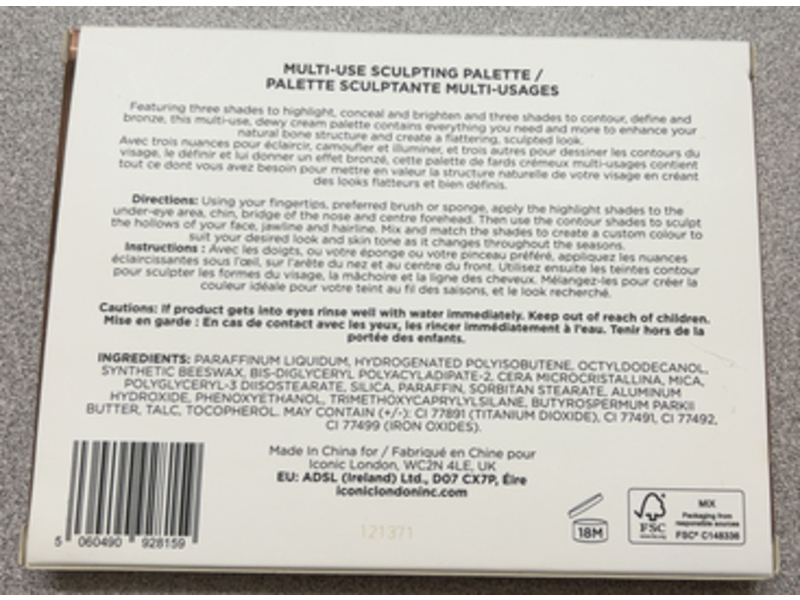 MULTI-USE SCULPTING PALETTE /
PALETTE SCULPTANTE MULTI-USAGES
Featuring three shades to highlight, conceal and brighten and three shades to contour, define and
bronze, this multi-use, dewy cream palette contains everything you need and more to enhance your
natural bone structure and create a flattering, sculpted look.
Avec trois nuances pour éclaircir, camoufler et illuminer, et trois autres pour dessiner les contours du
visage, le définir et lui donner un effet bronzé, cette palette de fards crémeux multi-usages contient
tout ce dont vous avez besoin pour mettre en valeur la structure naturelle de votre visage en créant
des looks flatteurs et bien définis.
Directions: Using your fingertips, preferred brush or sponge, apply the highlight shades to the
under-eye area, chin, bridge of the nose and centre forehead. Then use the contour shades to sculpt
the hollows of your face, jawline and hairline. Mix and match the shades to create a custom colour to
suit your desired look and skin tone as it changes throughout the seasons.
Instructions : Avec les doigts, ou votre éponge ou votre pinceau préféré, appliquez les nuances
éclaircissantes sous l'œil, sur l'arête du nez et au centre du front. Utilisez ensuite les teintes contour
pour sculpter les formes du visage, la mâchoire et la ligne des cheveux. Mélangez-les pour créer la
couleur idéale pour votre teint au fil des saisons, et le look recherché.
Cautions: If product gets into eyes rinse well with water immediately. Keep out of reach of children.
Mise en garde : En cas de contact avec les yeux, les rincer immédiatement à l'eau. Tenir hors de la
portée des enfants.
INGREDIENTS: PARAFFINUM LIQUIDUM, HYDROGENATED POLYISOBUTENE, OCTYLDODECANOL,
SYNTHETIC BEESWAX, BIS-DIGLYCERYL POLYACYLADIPATE-2, CERA MICROCRISTALLINA, MICA,
POLYGLYCERYL-3 DIISOSTEARATE, SILICA, PARAFFIN, SORBITAN STEARATE, ALUMINUM
HYDROXIDE, PHENOXYETHANOL, TRIMETHOXYCAPRYLYLSILANE, BUTYROSPERMUM PARKII
BUTTER, TALC, TOCOPHEROL. MAY CONTAIN (+/-): CI 77891 (TITANIUM DIOXIDE), CI 77491, CI 77492,
CI 77499 (IRON OXIDES).
Made In China for / Fabriqué en Chine pour
Iconic London, WC2N 4LE, UK
EU: ADSL (Ireland) Ltd., D07 CX7P, Éire
iconiclondoninc.com
5 060490 928159
121371
18M
FSC
MIX
Packaging from
responsible sources
FSC® C148336